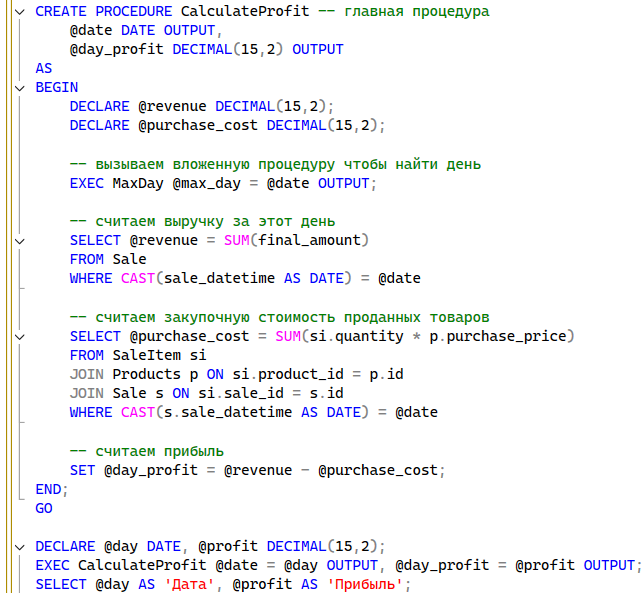 CREATE PROCEDURE CalculateProfit -- главная процедура
    @date DATE OUTPUT,
    @day_profit DECIMAL(15,2) OUTPUT
AS
BEGIN
    DECLARE @revenue DECIMAL(15,2);
    DECLARE @purchase_cost DECIMAL(15,2);

    -- вызываем вложенную процедуру чтобы найти день
    EXEC MaxDay @max_day = @date OUTPUT;

    -- считаем выручку за этот день
    SELECT @revenue = SUM(final_amount)
    FROM Sale
    WHERE CAST(sale_datetime AS DATE) = @date

    -- считаем закупочную стоимость проданных товаров
    SELECT @purchase_cost = SUM(si.quantity * p.purchase_price)
    FROM SaleItem si
    JOIN Products p ON si.product_id = p.id
    JOIN Sale s ON si.sale_id = s.id
    WHERE CAST(s.sale_datetime AS DATE) = @date

    -- считаем прибыль
    SET @day_profit = @revenue - @purchase_cost;
END;
GO

DECLARE @day DATE, @profit DECIMAL(15,2);
EXEC CalculateProfit @date = @day OUTPUT, @day_profit = @profit OUTPUT;
SELECT @day AS 'Дата', @profit AS 'Прибыль';